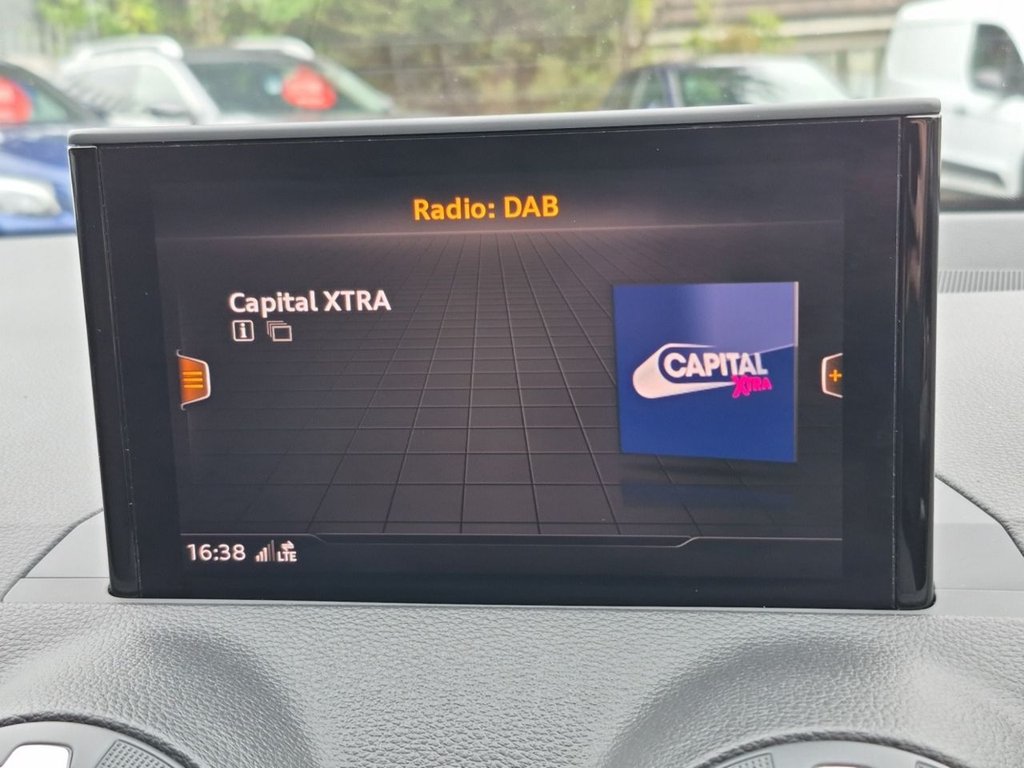 Radio: DAB
Capital XTRA
CAPITAL
XTRA
16:38 LTE